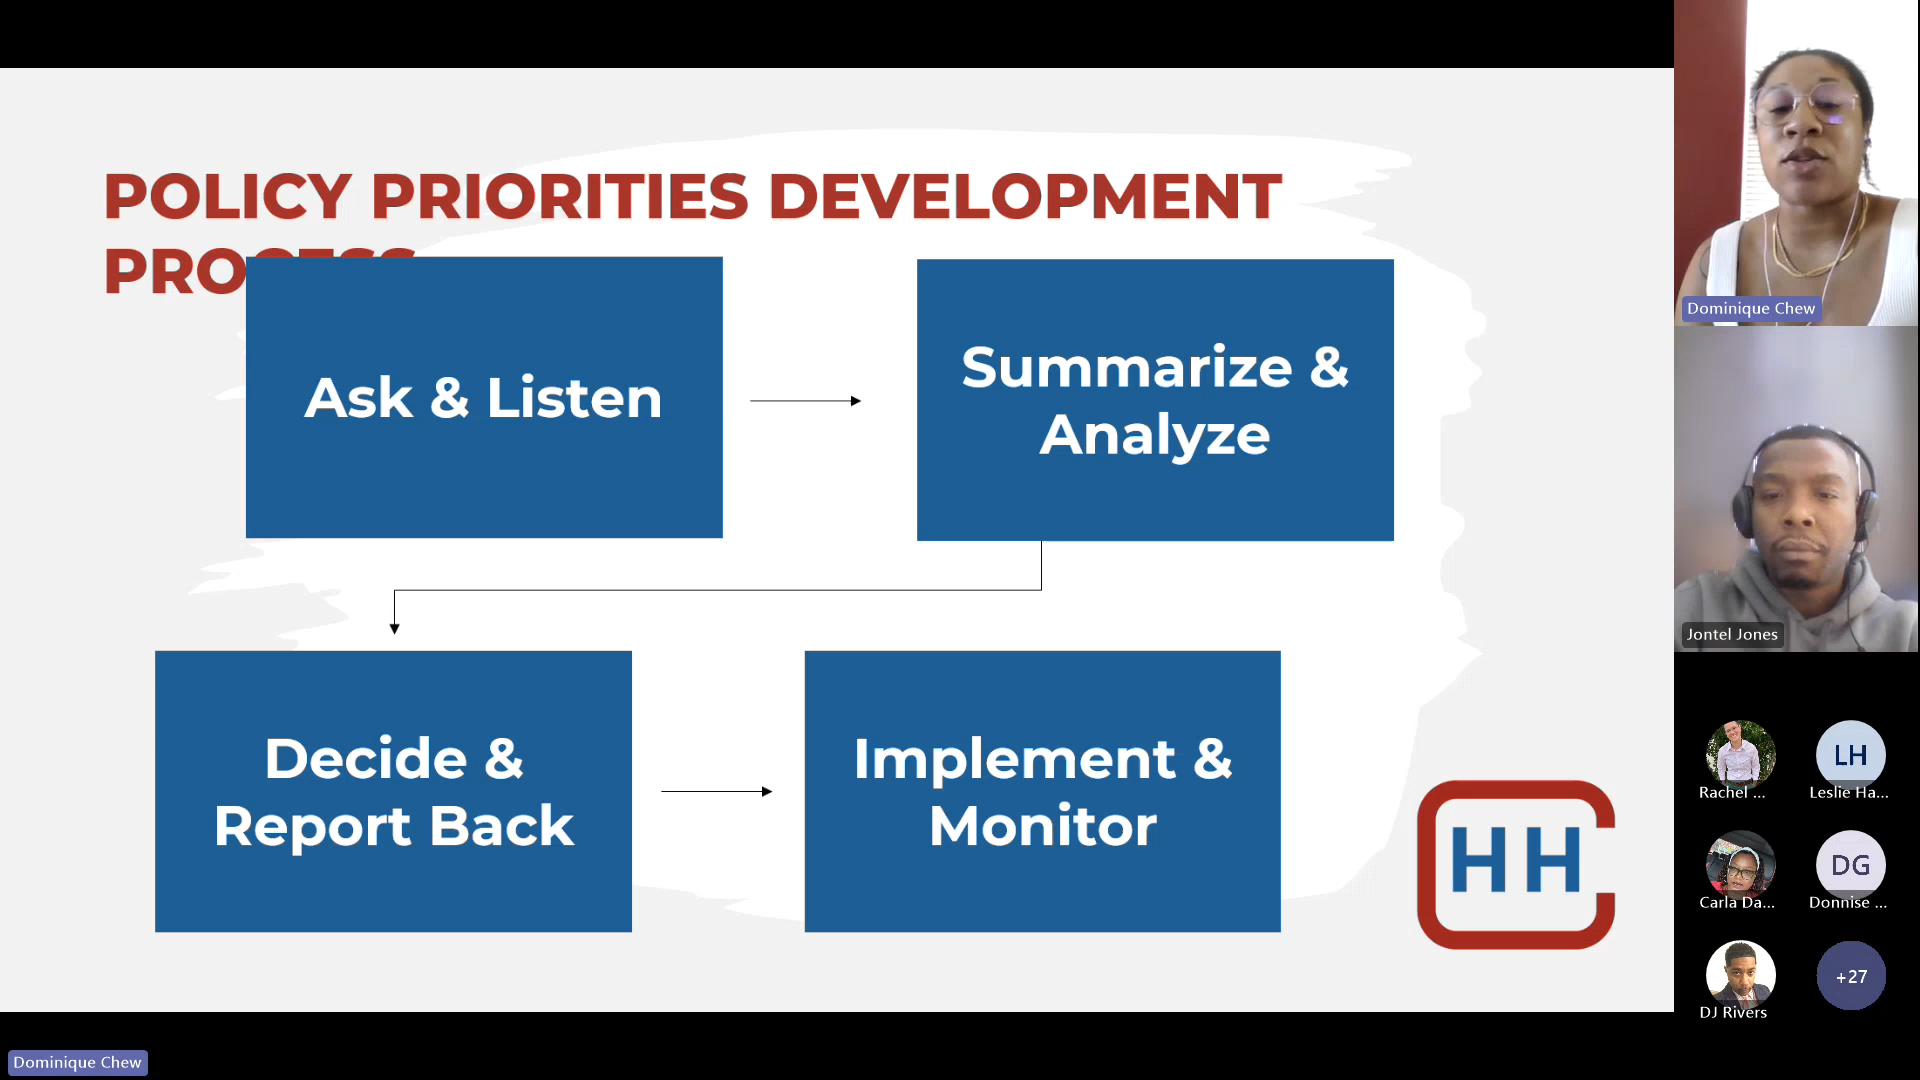 POLICY PRIORITIES DEVELOPMENT
PROCESS
Ask & Listen
Summarize &
Analyze
Decide &
Report Back
Implement &
Monitor
HH
Dominique Chew
Jontel Jones
Rachel ...
LH
Leslie Ha...
Carla Da...
DG
Donnise ...
DJ Rivers
+27
Dominique Chew